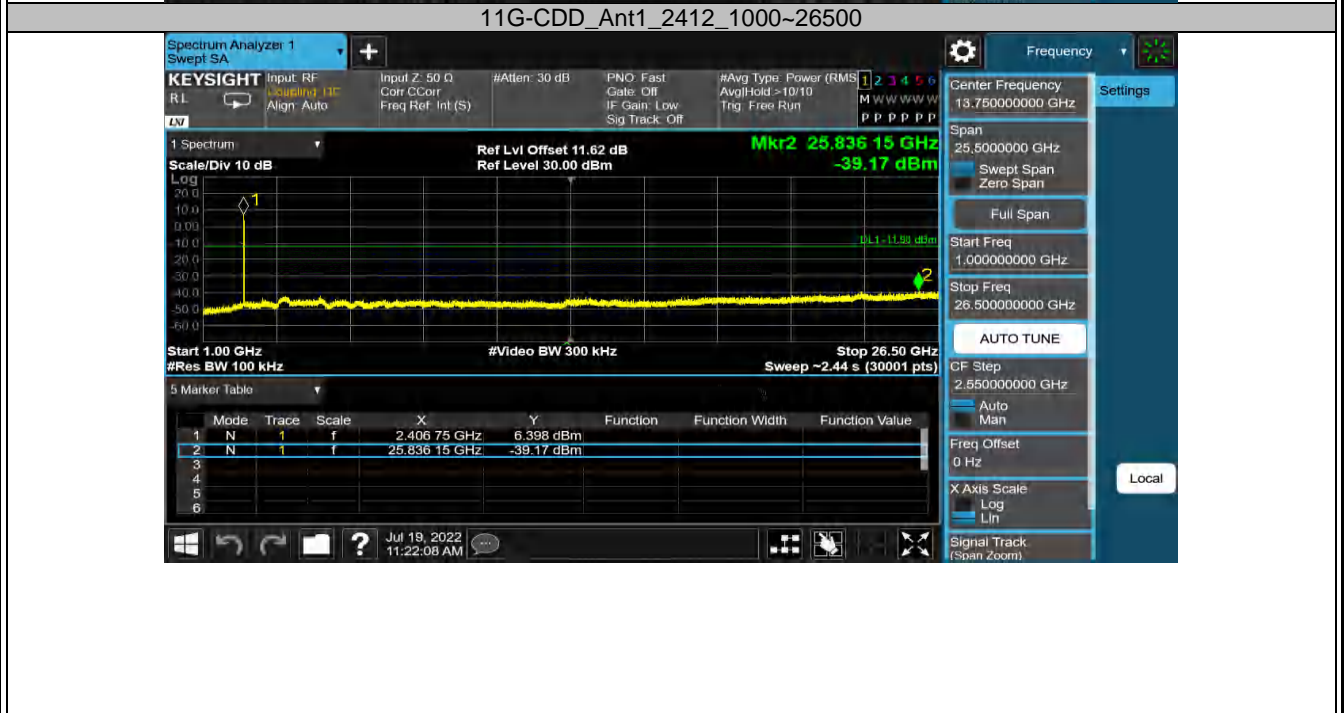 11G-CDD_Ant1_2412_1000~26500
Spectrum Analyzer 1
Swept SA
+
Frequency
KEYSIGHT
RL
LXI
Input: RF
Coupling: DC
Align: Auto
Input Z: 50 Ω
Corr CCorr
Freq Ref: Int (S)
#Atten: 30 dB
PNO: Fast
Gate: Off
IF Gain: Low
Sig Track: Off
#Avg Type: Power (RMS
Avg|Hold:>10/10
Trig: Free Run
1 2 3 4 5 6
M W W W W W
P P P P P P
Center Frequency
13.750000000 GHz
Settings
1 Spectrum
Scale/Div 10 dB
Ref Lvl Offset 11.62 dB
Ref Level 30.00 dBm
Mkr2 25.836 15 GHz
-39.17 dBm
Span
25.5000000 GHz
Swept Span
Zero Span
Full Span
Start Freq
1.000000000 GHz
Stop Freq
26.500000000 GHz
AUTO TUNE
CF Step
2.550000000 GHz
Auto
Man
Freq Offset
0 Hz
X Axis Scale
Log
Lin
Signal Track
(Span Zoom)
Local
Log
20.0
10.0
0.00
-10.0
-20.0
-30.0
-40.0
-50.0
-60.0
1
DL1 -11.90 dBm
2
Start 1.00 GHz
#Video BW 300 kHz
Stop 26.50 GHz
#Res BW 100 kHz
Sweep ~2.44 s (30001 pts)
5 Marker Table
Mode Trace Scale X Y Function Function Width Function Value
1 N 1 f 2.406 75 GHz 6.398 dBm
2 N 1 f 25.836 15 GHz -39.17 dBm
3
4
5
6
?
Jul 19, 2022
11:22:08 AM